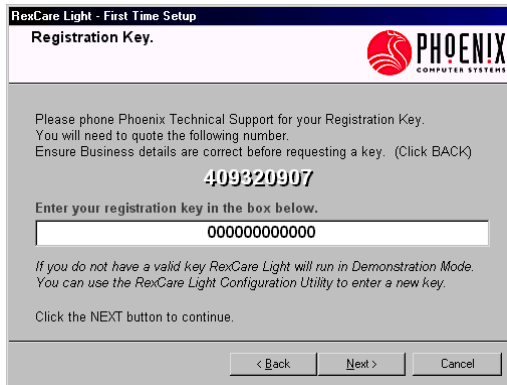 RexCare Light - First Time Setup
Registration Key.
PHOENIX
COMPUTER SYSTEMS
Please phone Phoenix Technical Support for your Registration Key.
You will need to quote the following number.
Ensure Business details are correct before requesting a key. (Click BACK)
409320907
Enter your registration key in the box below.
000000000000
If you do not have a valid key RexCare Light will run in Demonstration Mode.
You can use the RexCare Light Configuration Utility to enter a new key.
Click the NEXT button to continue.
< Back Next > Cancel